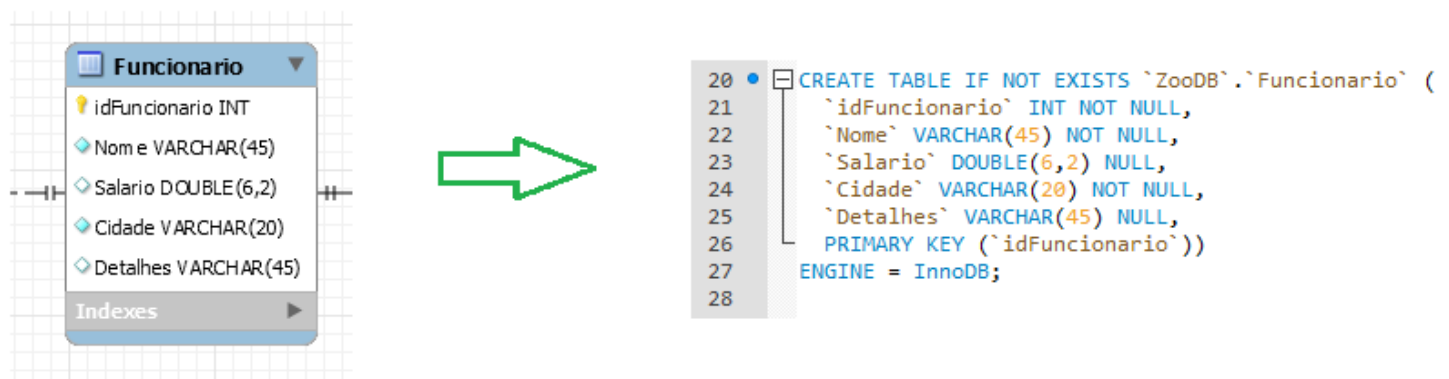 Funcionario
idFuncionario INT
Nome VARCHAR(45)
Salario DOUBLE(6,2)
Cidade VARCHAR(20)
Detalhes VARCHAR(45)
Indexes
20 CREATE TABLE IF NOT EXISTS `ZooDB`.`Funcionario` (
21 `idFuncionario` INT NOT NULL,
22 `Nome` VARCHAR(45) NOT NULL,
23 `Salario` DOUBLE(6,2) NULL,
24 `Cidade` VARCHAR(20) NOT NULL,
25 `Detalhes` VARCHAR(45) NULL,
26 PRIMARY KEY (`idFuncionario`))
27 ENGINE = InnoDB;
28